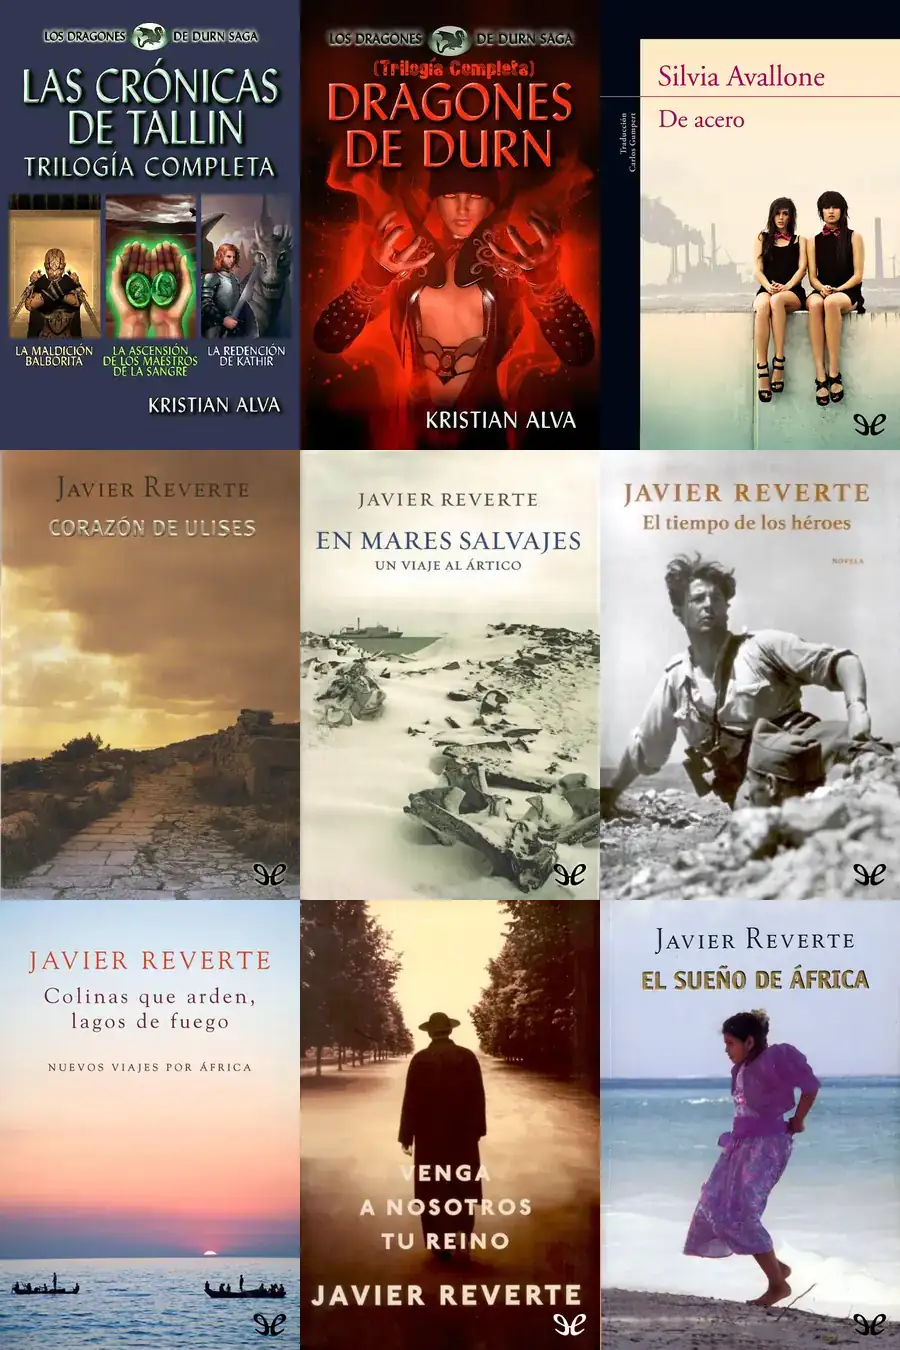 LOS DRAGONES DE DURN SAGA
LAS CRÓNICAS
DE TALLIN
TRILOGÍA COMPLETA
LA MALDICIÓN
BALBORITA
LA ASCENSIÓN
DE LOS MAESTROS
DE LA SANGRE
LA REDENCIÓN
DE KATHIR
KRISTIAN ALVA
LOS DRAGONES DE DURN SAGA
(Trilogía Completa)
DRAGONES
DE DURN
KRISTIAN ALVA
Silvia Avallone
De acero
Traducción
Carlos Gumpert
JAVIER REVERTE
CORAZÓN DE ULISES
JAVIER REVERTE
EN MARES SALVAJES
UN VIAJE AL ÁRTICO
JAVIER REVERTE
El tiempo de los héroes
NOVELA
JAVIER REVERTE
Colinas que arden,
lagos de fuego
NUEVOS VIAJES POR ÁFRICA
VENGA
A NOSOTROS
TU REINO
JAVIER REVERTE
JAVIER REVERTE
EL SUEÑO DE ÁFRICA